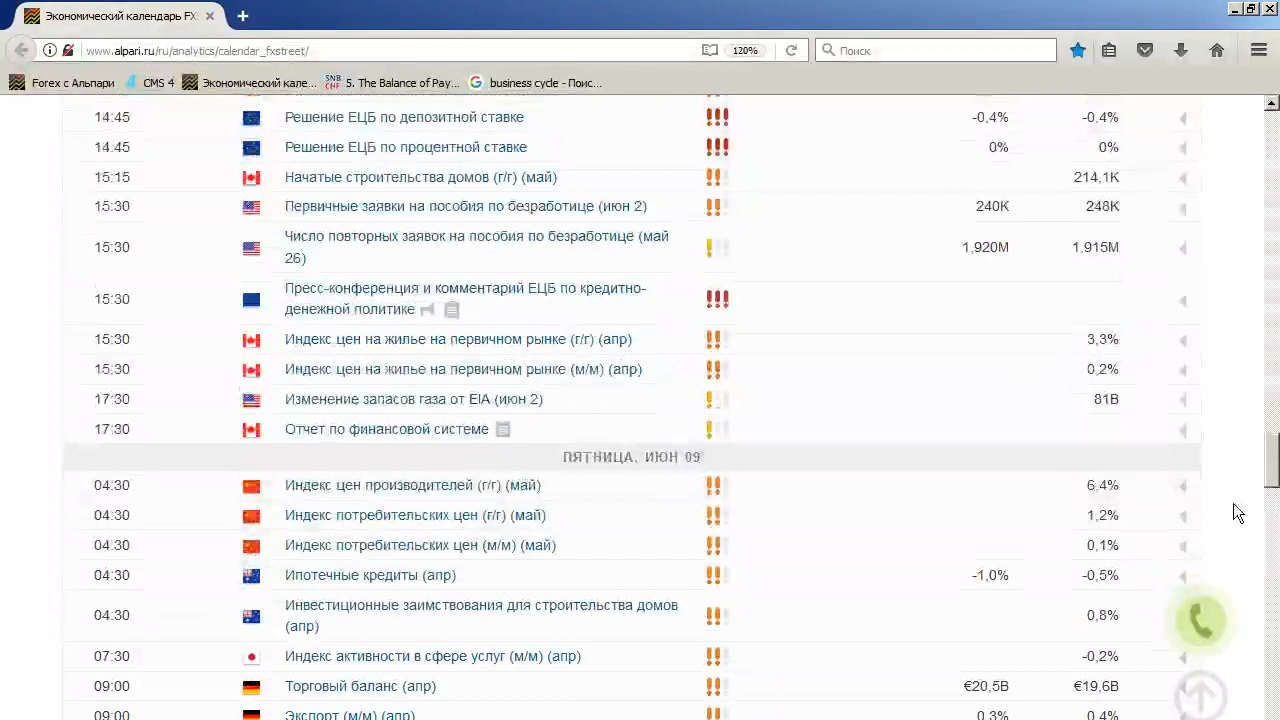 Экономический календарь FXS
www.alpari.ru/ru/analytics/calendar_fxstreet/ 120% Поиск
Forex с Альпари CMS 4 Экономический кале... SNB CHF 5. The Balance of Pay... business cycle - Поис...
14:45 Решение ЕЦБ по депозитной ставке -0,4% -0,4%
14:45 Решение ЕЦБ по процентной ставке 0% 0%
15:15 Начатые строительства домов (г/г) (май) 214,1K
15:30 Первичные заявки на пособия по безработице (июн 2) 240K 248K
15:30 Число повторных заявок на пособия по безработице (май 26) 1,920M 1,915M
15:30 Пресс-конференция и комментарий ЕЦБ по кредитно-
денежной политике
15:30 Индекс цен на жилье на первичном рынке (г/г) (апр) 3,3%
15:30 Индекс цен на жилье на первичном рынке (м/м) (апр) 0,2%
17:30 Изменение запасов газа от EIA (июн 2) 81B
17:30 Отчет по финансовой системе
ПЯТНИЦА, ИЮН 09
04:30 Индекс цен производителей (г/г) (май) 6,4%
04:30 Индекс потребительских цен (г/г) (май) 1,2%
04:30 Индекс потребительских цен (м/м) (май) 0,1%
04:30 Ипотечные кредиты (апр) -1,0% -0,5%
04:30 Инвестиционные заимствования для строительства домов
(апр) 0,8%
07:30 Индекс активности в сфере услуг (м/м) (апр) -0,2%
09:00 Торговый баланс
09:00 Экспорт (м/м) (апр)